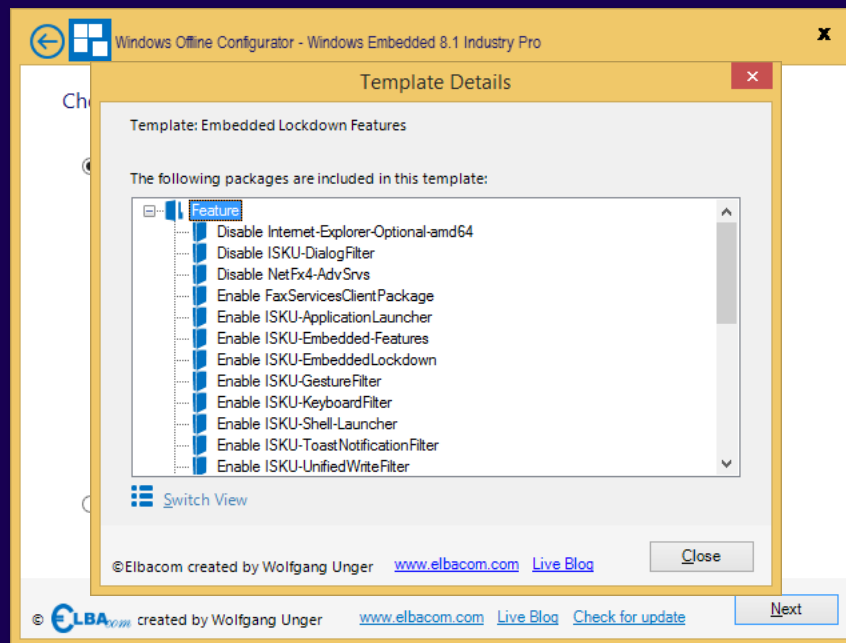 Windows Offline Configurator - Windows Embedded 8.1 Industry Pro
x
Template Details
Template: Embedded Lockdown Features
The following packages are included in this template:
Feature
Disable Internet-Explorer-Optional-amd64
Disable ISKU-DialogFilter
Disable NetFx4-AdvSrvs
Enable FaxServicesClientPackage
Enable ISKU-ApplicationLauncher
Enable ISKU-Embedded-Features
Enable ISKU-EmbeddedLockdown
Enable ISKU-GestureFilter
Enable ISKU-KeyboardFilter
Enable ISKU-Shell-Launcher
Enable ISKU-ToastNotificationFilter
Enable ISKU-UnifiedWriteFilter
Switch View
©Elbacom created by Wolfgang Unger www.elbacom.com Live Blog Close
© ELBAcom created by Wolfgang Unger www.elbacom.com Live Blog Check for update Next